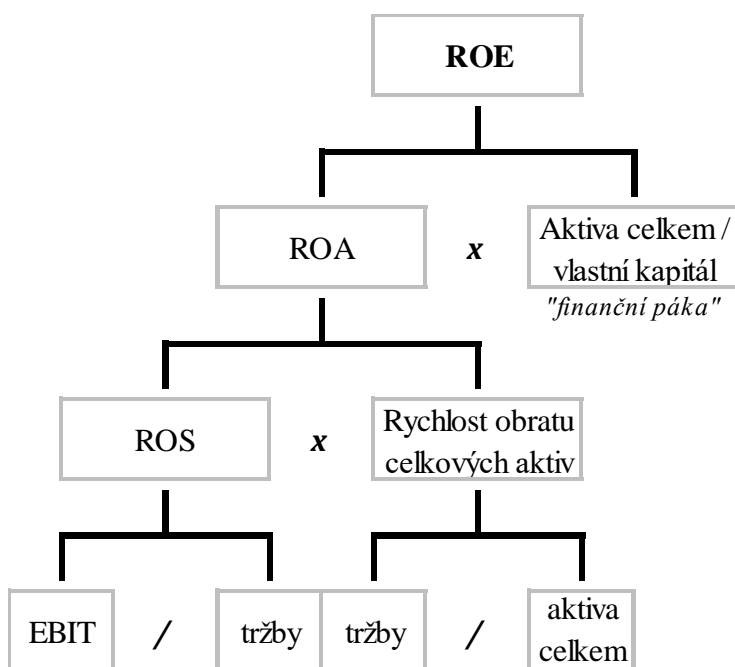 ROE
ROA
x
Aktiva celkem /
vlastní kapitál
"finanční páka"
ROS
x
Rychlost obratu
celkových aktiv
EBIT
/
tržby
tržby
/
aktiva
celkem